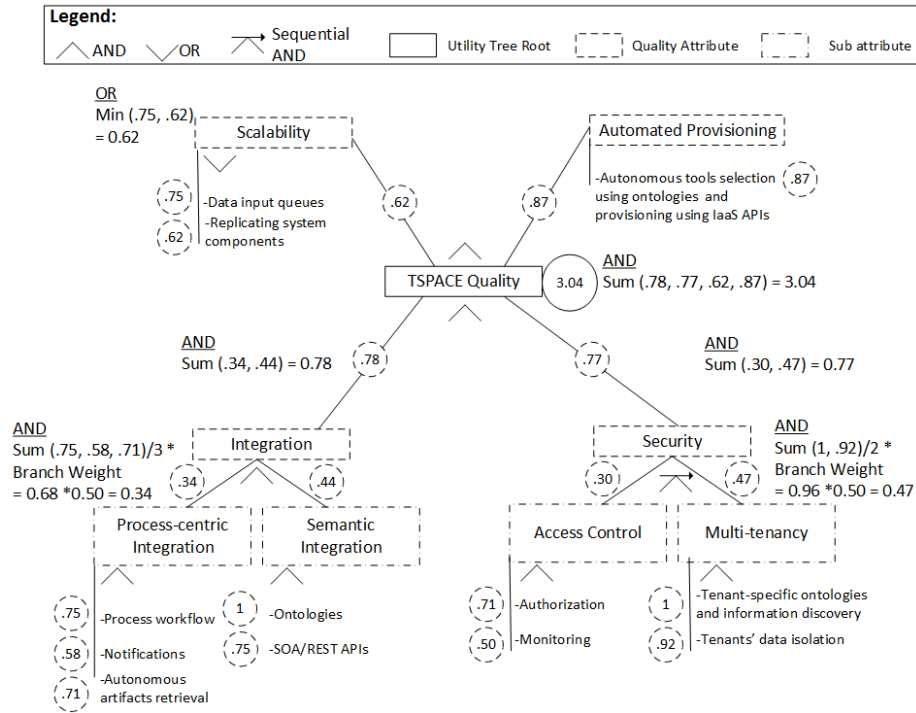 Legend:
AND
OR
Sequential
AND
Utility Tree Root
Quality Attribute
Sub attribute
OR
Min (.75, .62)
= 0.62
Scalability
.75
-Data input queues
.62
-Replicating system
components
.62
Automated Provisioning
-Autonomous tools selection
using ontologies and
provisioning using IaaS APIs
.87
.87
TSPACE Quality
3.04
AND
Sum (.78, .77, .62, .87) = 3.04
AND
Sum (.34, .44) = 0.78
.78
.77
AND
Sum (.30, .47) = 0.77
AND
Sum (.75, .58, .71)/3 *
Branch Weight
= 0.68 *0.50 = 0.34
Integration
.34
.44
Process-centric
Integration
Semantic
Integration
.75
-Process workflow
.58
-Notifications
.71
-Autonomous
artifacts retrieval
1
-Ontologies
.75
-SOA/REST APIs
Security
AND
Sum (1, .92)/2 *
Branch Weight
= 0.96 *0.50 = 0.47
.30
.47
Access Control
Multi-tenancy
.71
-Authorization
.50
-Monitoring
1
-Tenant-specific ontologies
and information discovery
.92
-Tenants’ data isolation